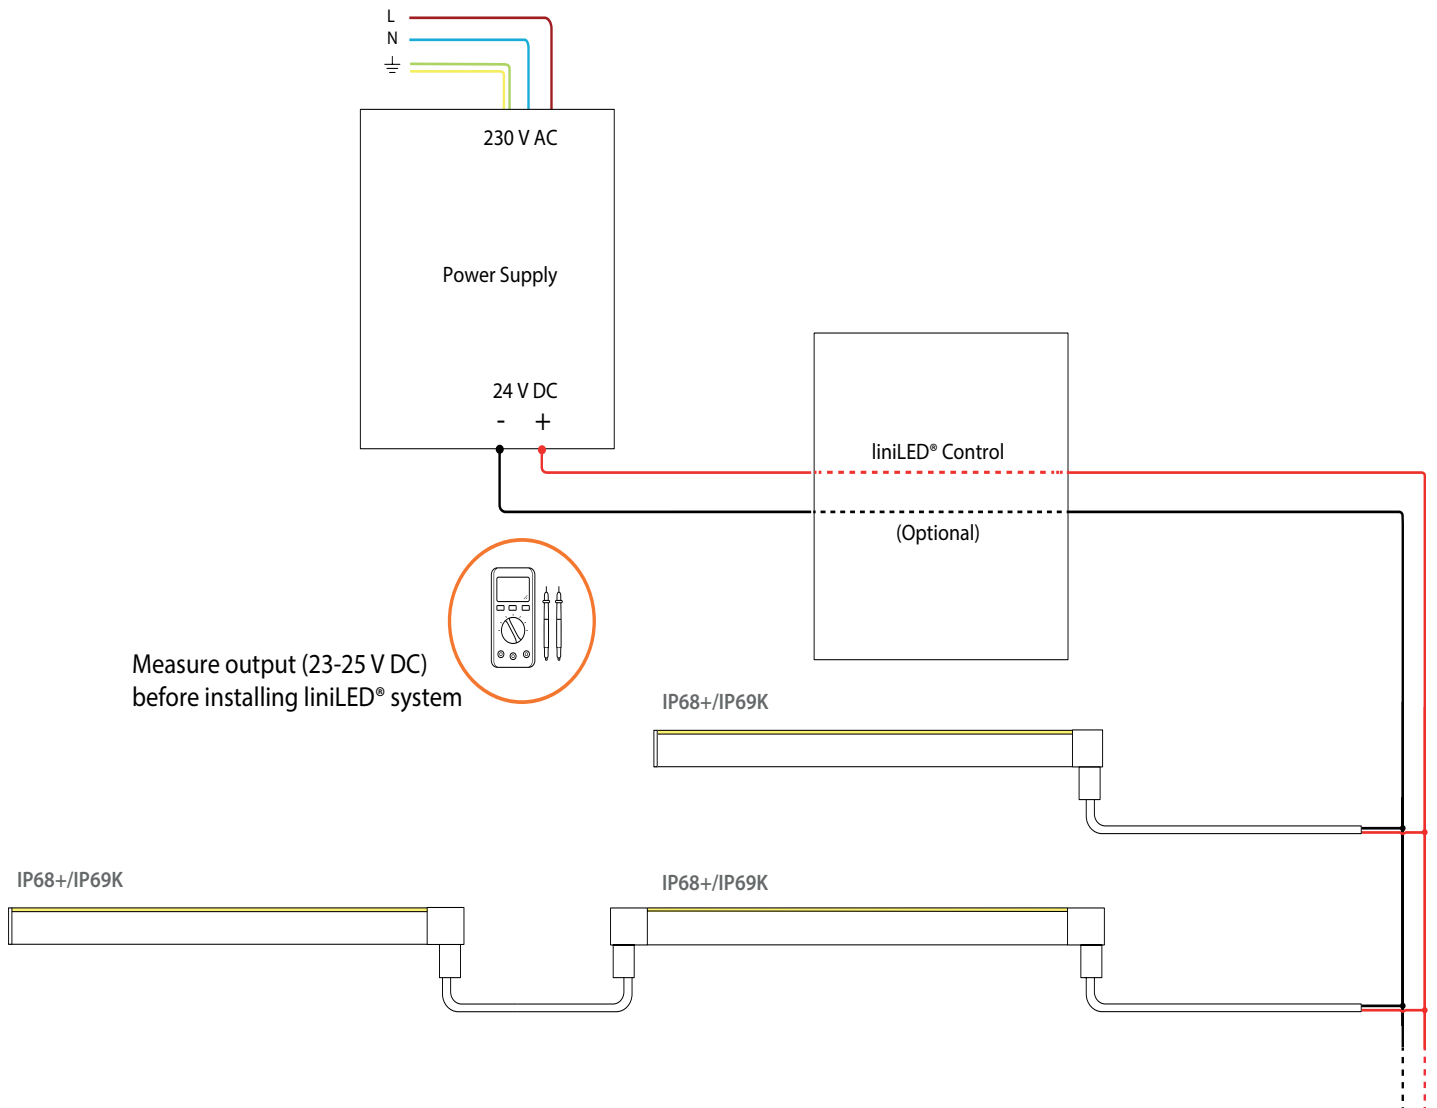 L
N
230 V AC
Power Supply
24 V DC
- +
liniLED® Control
(Optional)
Measure output (23-25 V DC)
before installing liniLED® system
IP68+/IP69K
IP68+/IP69K
IP68+/IP69K